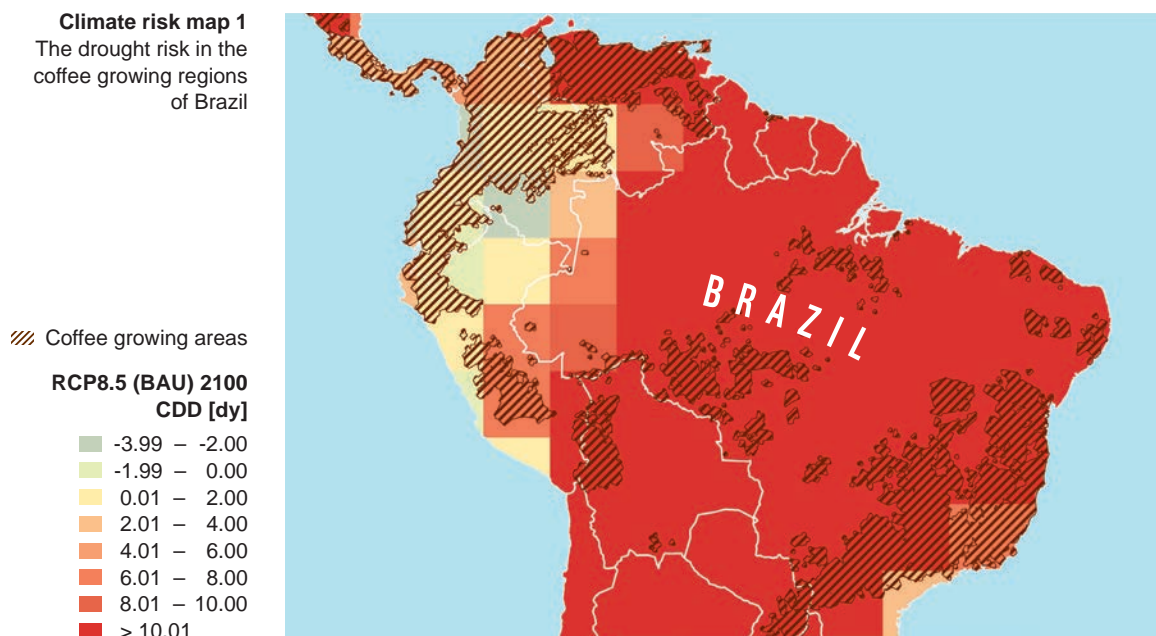 Climate risk map 1
The drought risk in the
coffee growing regions
of Brazil
BRAZIL
Coffee growing areas
RCP8.5 (BAU) 2100
CDD [dy]
-3.99 – -2.00
-1.99 – 0.00
0.01 – 2.00
2.01 – 4.00
4.01 – 6.00
6.01 – 8.00
8.01 – 10.00
> 10.01